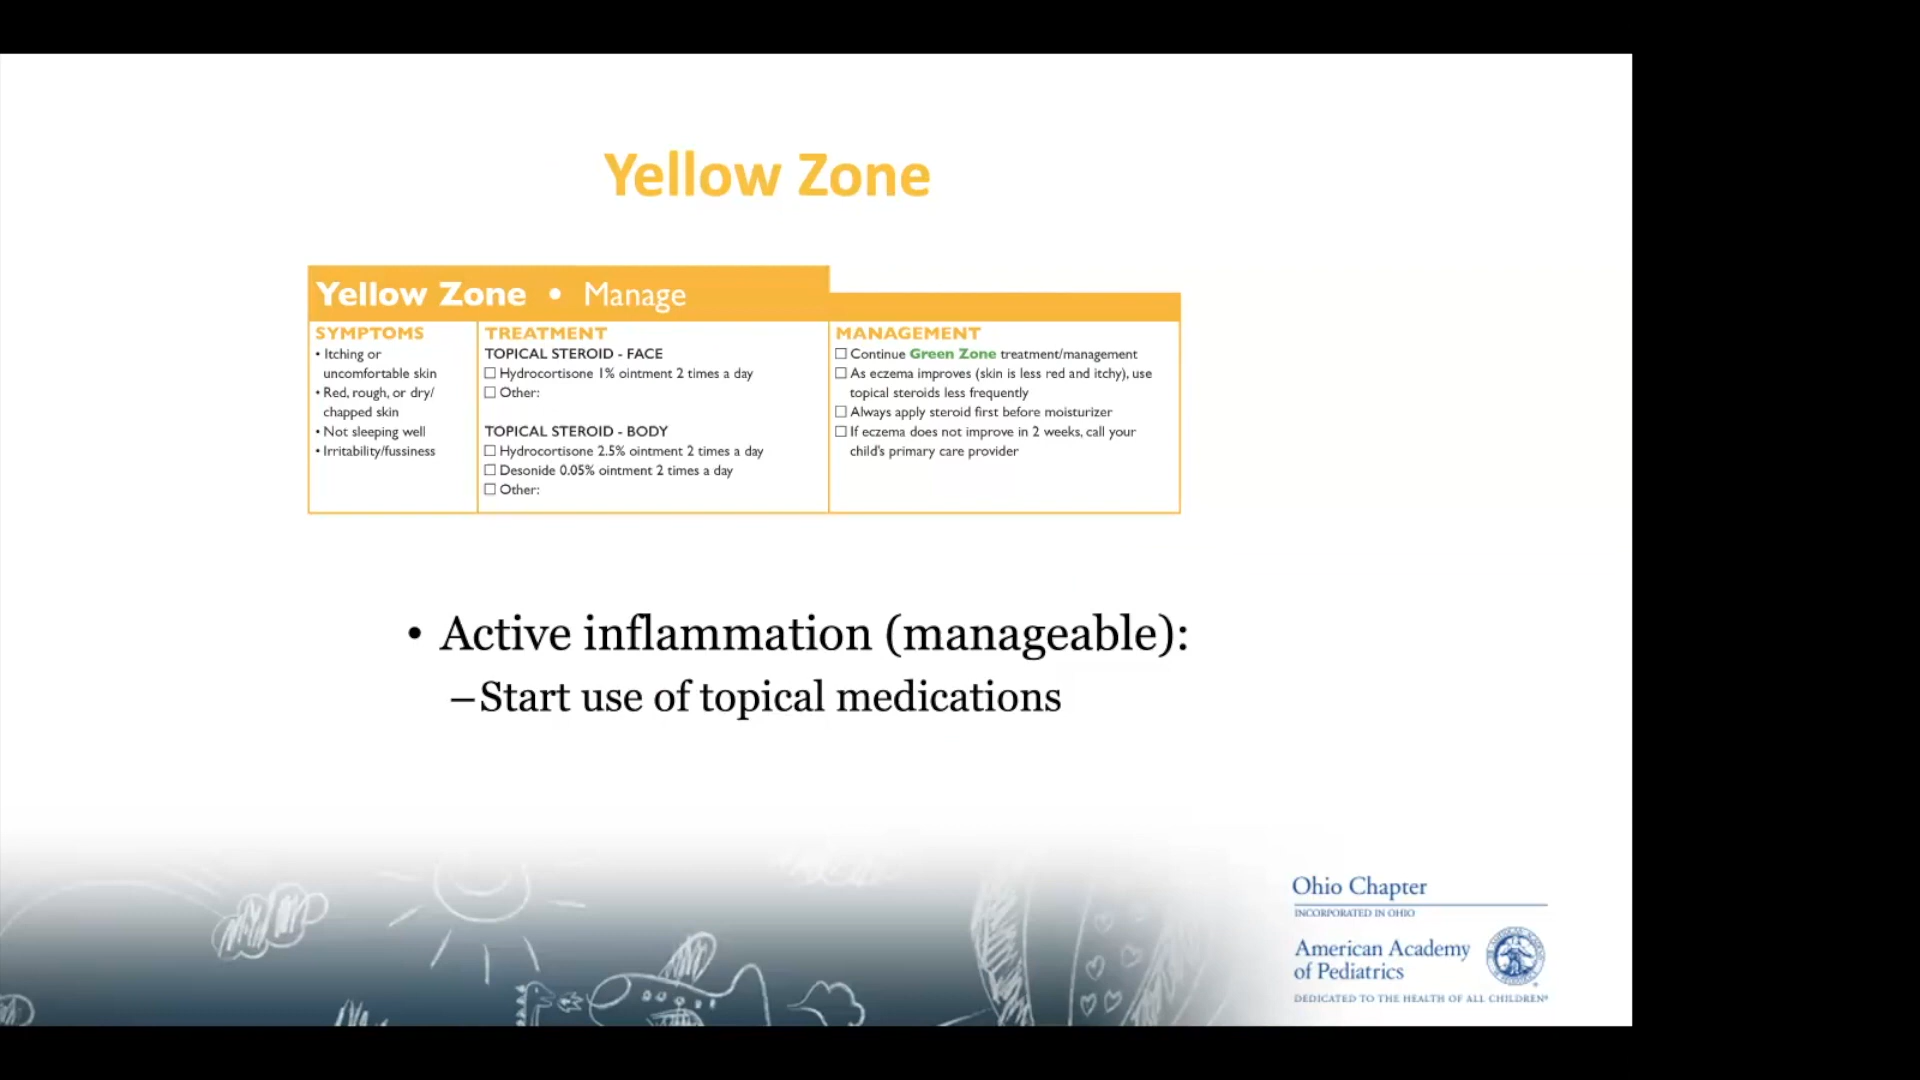 Yellow Zone
Yellow Zone • Manage
SYMPTOMS
• Itching or
uncomfortable skin
• Red, rough, or dry/
chapped skin
• Not sleeping well
• Irritability/fussiness
TREATMENT
TOPICAL STEROID - FACE
☐ Hydrocortisone 1% ointment 2 times a day
☐ Other:
TOPICAL STEROID - BODY
☐ Hydrocortisone 2.5% ointment 2 times a day
☐ Desonide 0.05% ointment 2 times a day
☐ Other:
MANAGEMENT
☐ Continue Green Zone treatment/management
☐ As eczema improves (skin is less red and itchy), use
topical steroids less frequently
☐ Always apply steroid first before moisturizer
☐ If eczema does not improve in 2 weeks, call your
child's primary care provider
• Active inflammation (manageable):
–Start use of topical medications
Ohio Chapter
INCORPORATED IN OHIO
American Academy
of Pediatrics
DEDICATED TO THE HEALTH OF ALL CHILDREN®